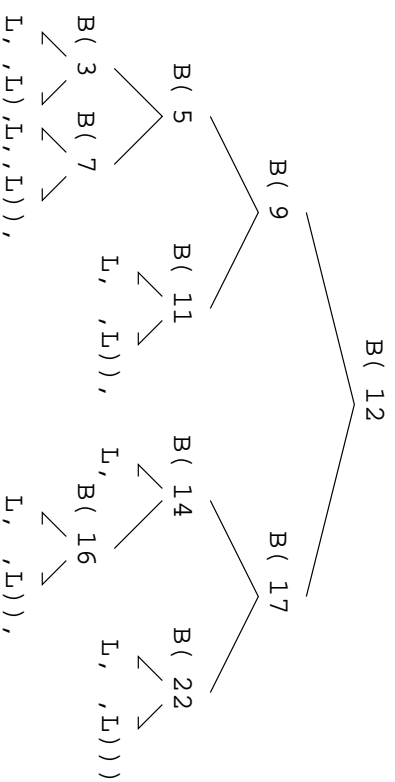 B( 12
B( 9 B( 17
B( 5 B( 11 B( 14 B( 22
L, ,L)), L, L, ,L)))
B( 3 B( 7 B( 16
L, ,L),L,,L)), L, ,L)),